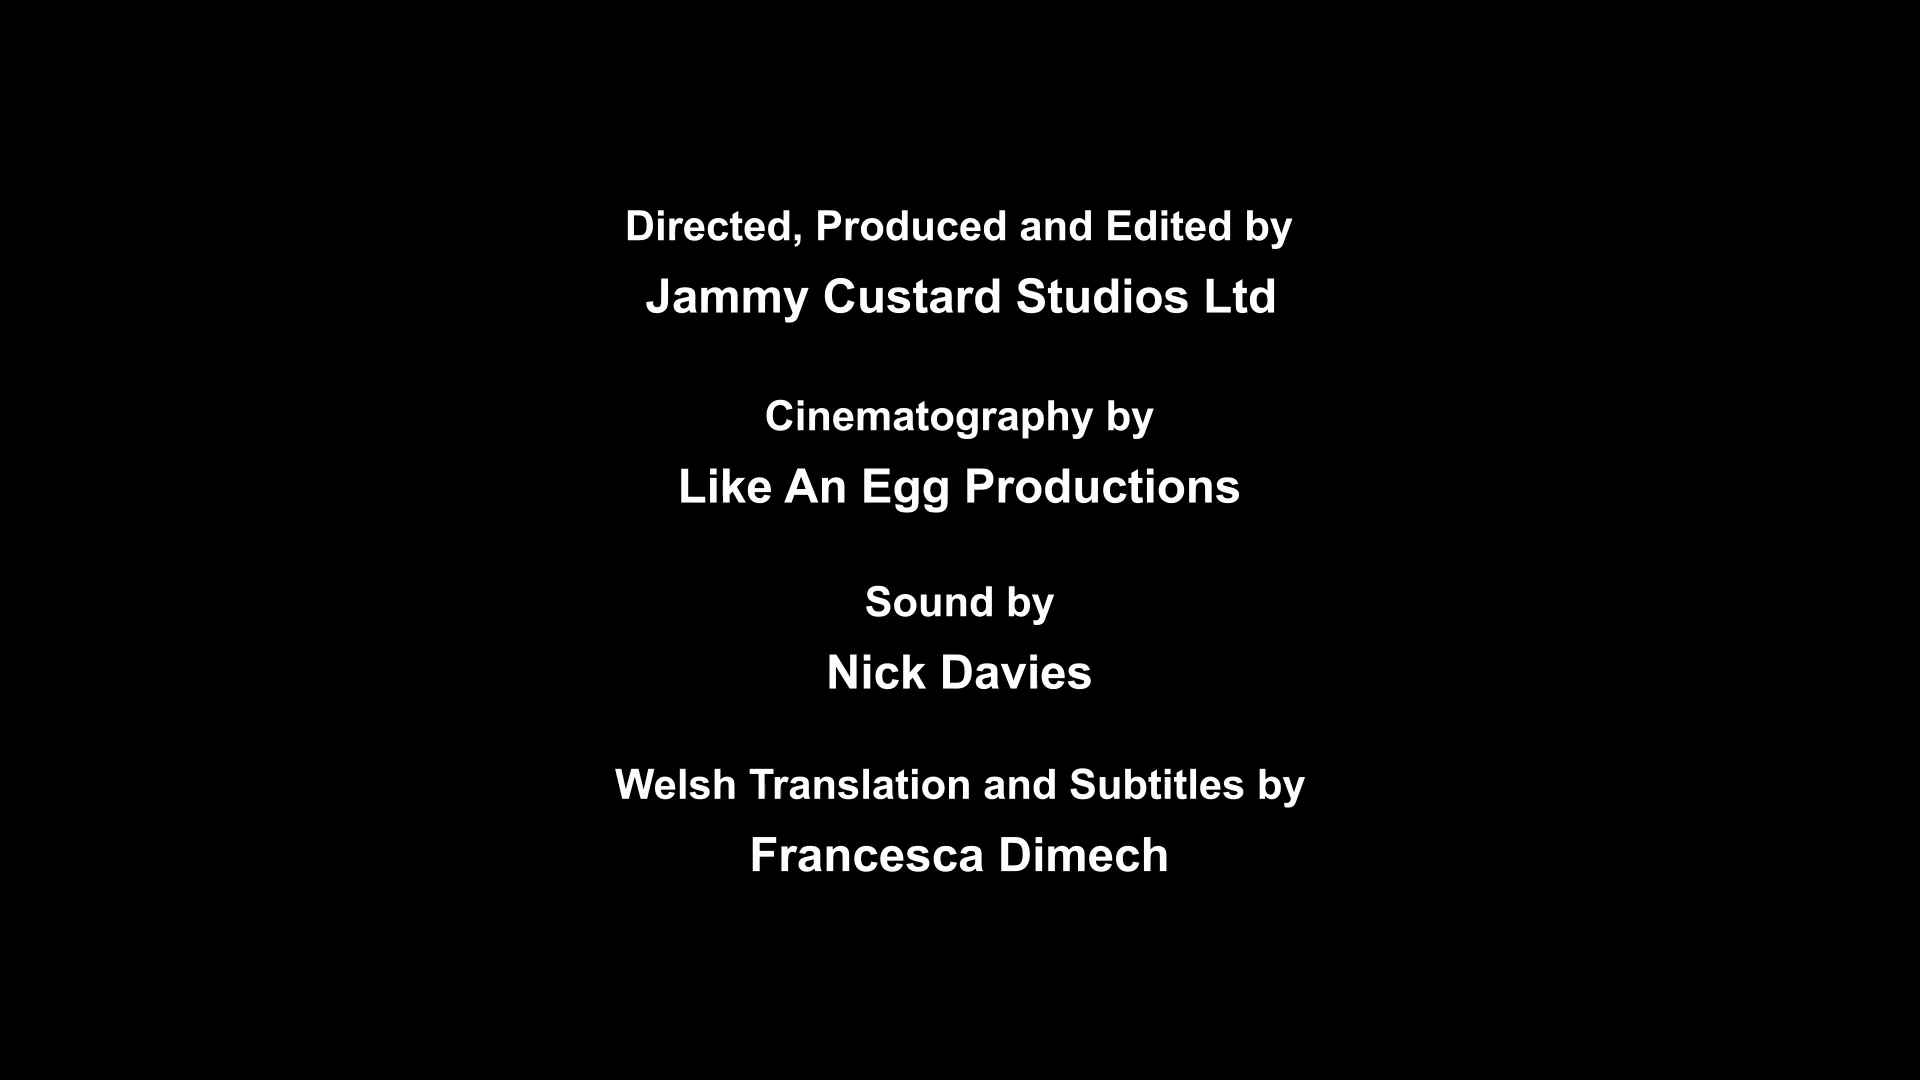 Directed, Produced and Edited by
Jammy Custard Studios Ltd
Cinematography by
Like An Egg Productions
Sound by
Nick Davies
Welsh Translation and Subtitles by
Francesca Dimech